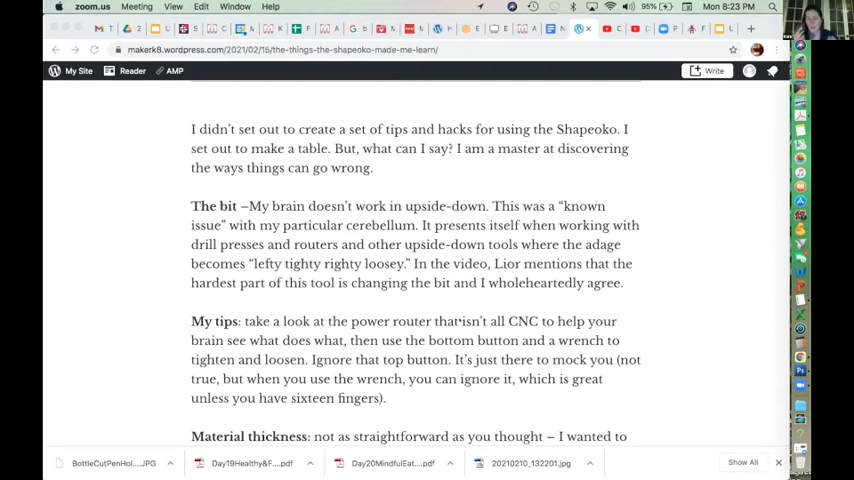 zoom.us Meeting View Edit Window Help
95% Mon 8:23 PM
makerk8.wordpress.com/2021/02/15/the-things-the-shapeoko-made-me-learn/
My Site Reader AMP Write
I didn't set out to create a set of tips and hacks for using the Shapeoko. I
set out to make a table. But, what can I say? I am a master at discovering
the ways things can go wrong.
The bit –My brain doesn't work in upside-down. This was a "known
issue" with my particular cerebellum. It presents itself when working with
drill presses and routers and other upside-down tools where the adage
becomes "lefty tighty righty loosey." In the video, Lior mentions that the
hardest part of this tool is changing the bit and I wholeheartedly agree.
My tips: take a look at the power router that isn't all CNC to help your
brain see what does what, then use the bottom button and a wrench to
tighten and loosen. Ignore that top button. It's just there to mock you (not
true, but when you use the wrench, you can ignore it, which is great
unless you have sixteen fingers).
Material thickness: not as straightforward as you thought – I wanted to
BottleCutPenHol....JPG Day19Healthy&F....pdf Day20MindfulEat....pdf 20210210_132201.jpg Show All